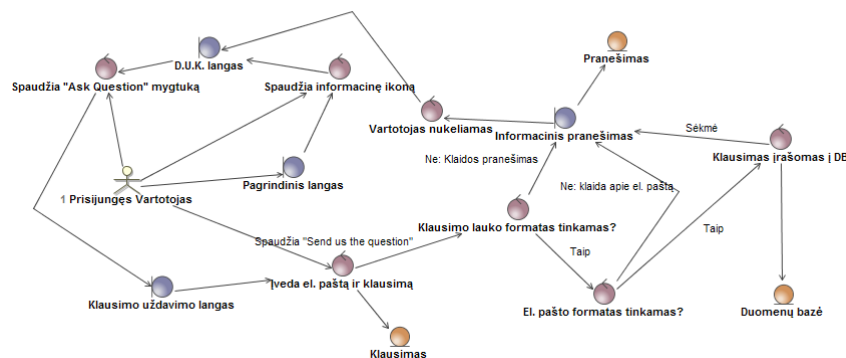 Pranešimas
D.U.K. langas
Spaudžia "Ask Question" mygtuką
Spaudžia informacinę ikoną
Vartotojas nukeliamas
Informacinis pranešimas
Sėkmė
Klausimas įrašomas į DB
Ne: Klaidos pranešimas
Pagrindinis langas
Ne: klaida apie el. paštą
1 Prisijungęs Vartotojas
Klausimo lauko formatas tinkamas?
Taip
Spaudžia "Send us the question"
Taip
Įveda el. paštą ir klausimą
Klausimo uždavimo langas
El. pašto formatas tinkamas?
Duomenų bazė
Klausimas